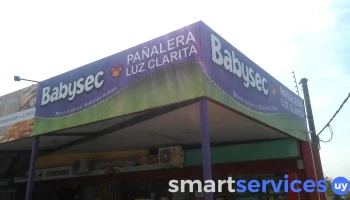 Babysec
PAÑALERA
LUZ CLARITA
Babysec
PAÑALERA
LUZ CLARITA
smartservices uy